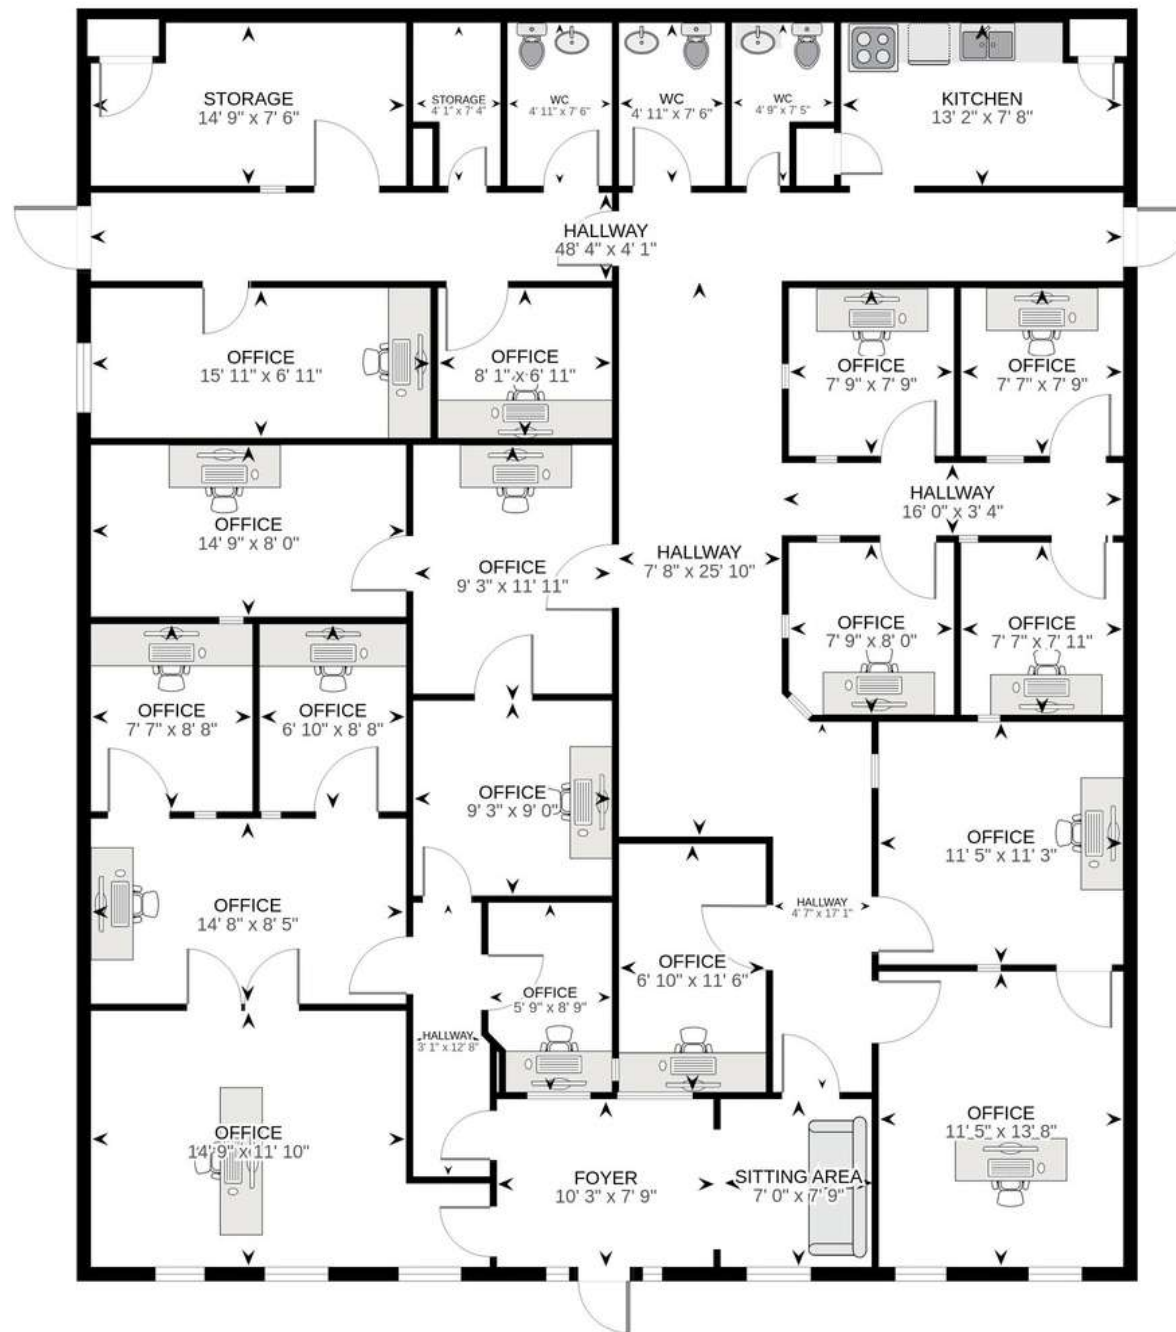 STORAGE
14' 9" x 7' 6"
STORAGE
4' 1" x 7' 4"
WC
4' 11" x 7' 6"
WC
4' 11" x 7' 6"
WC
4' 9" x 7' 5"
KITCHEN
13' 2" x 7' 8"
HALLWAY
48' 4" x 4' 1"
OFFICE
15' 11" x 6' 11"
OFFICE
8' 1" x 6' 11"
OFFICE
7' 9" x 7' 9"
OFFICE
7' 7" x 7' 9"
HALLWAY
16' 0" x 3' 4"
OFFICE
14' 9" x 8' 0"
OFFICE
9' 3" x 11' 11"
HALLWAY
7' 8" x 25' 10"
OFFICE
7' 9" x 8' 0"
OFFICE
7' 7" x 7' 11"
OFFICE
7' 7" x 8' 8"
OFFICE
6' 10" x 8' 8"
OFFICE
9' 3" x 9' 0"
OFFICE
11' 5" x 11' 3"
OFFICE
14' 8" x 8' 5"
HALLWAY
4' 7" x 17' 1"
OFFICE
6' 10" x 11' 6"
OFFICE
5' 9" x 8' 9"
HALLWAY
3' 1" x 12' 8"
OFFICE
14' 9" x 11' 10"
OFFICE
11' 5" x 13' 8"
FOYER
10' 3" x 7' 9"
SITTING AREA
7' 0" x 7' 9"